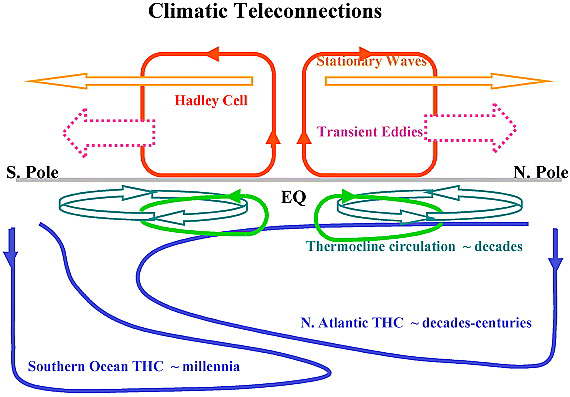 Climatic Teleconnections
Stationary Waves
Hadley Cell
Transient Eddies
S. Pole
N. Pole
EQ
Thermocline circulation ~ decades
N. Atlantic THC ~ decades-centuries
Southern Ocean THC ~ millennia